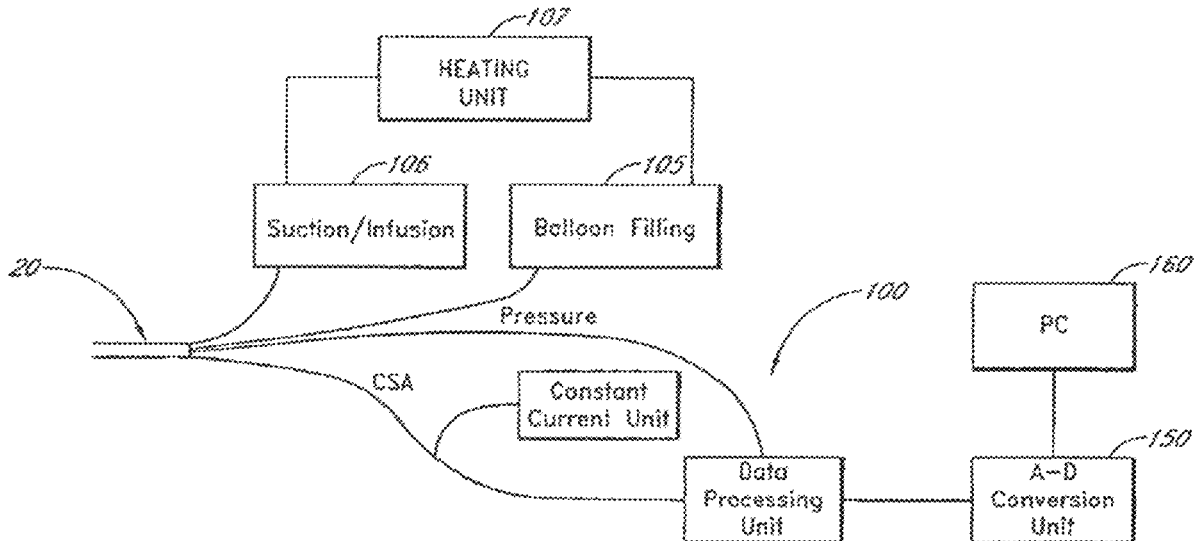 107
HEATING
UNIT
106
105
Suction/Infusion
Balloon Filling
20
160
100
Pressure
PC
CSA
Constant
Current Unit
150
Data
Processing
Unit
A-D
Conversion
Unit